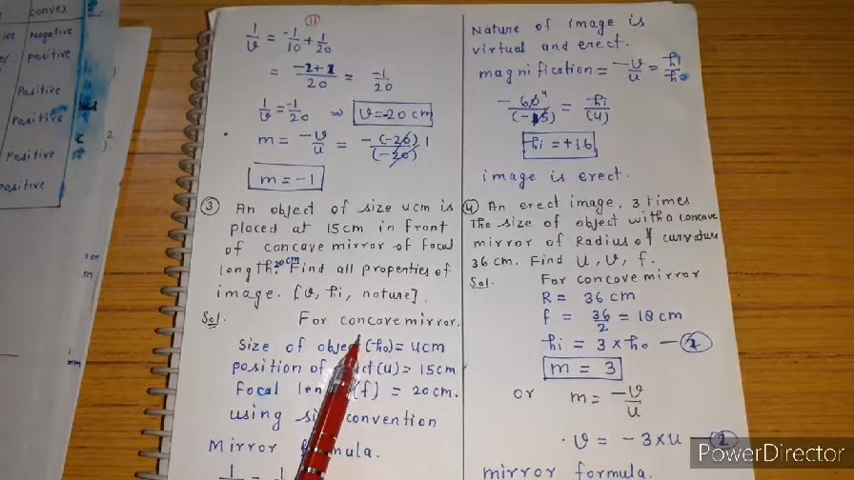 convex
Negative
positive
Positive
Positive
Positive
positive
11
1/v = -1/10 + 1/20
= -2+1/20 = -1/20
1/v = -1/20 ⇒ v=-20 cm
m = -v/u = -(-20)/(-20) 1
m = -1
③ An object of size 4cm is
placed at 15cm in front
of concave mirror of focal
length 20cm. Find all properties of
image. [v, hi, nature].
Sol. For concave mirror.
Size of object (ho)= 4cm
position of (u) = 15cm
Focal (f) = 20cm.
using convention
Mirror
Nature of image is
virtual and erect.
magnification = -v/u = hi/ho
-60 4/(-15) = hi/(4)
hi = +16
image is erect.
④ An erect image, 3 times
the size of object with a concave
mirror of Radius of curvature
36 cm. Find u, v, f.
Sol. For concave mirror
R = 36 cm
f = 36/2 = 18 cm
hi = 3 × ho
m = 3
or m = -v/u
v = -3×u — ②
mirror formula.
PowerDirector